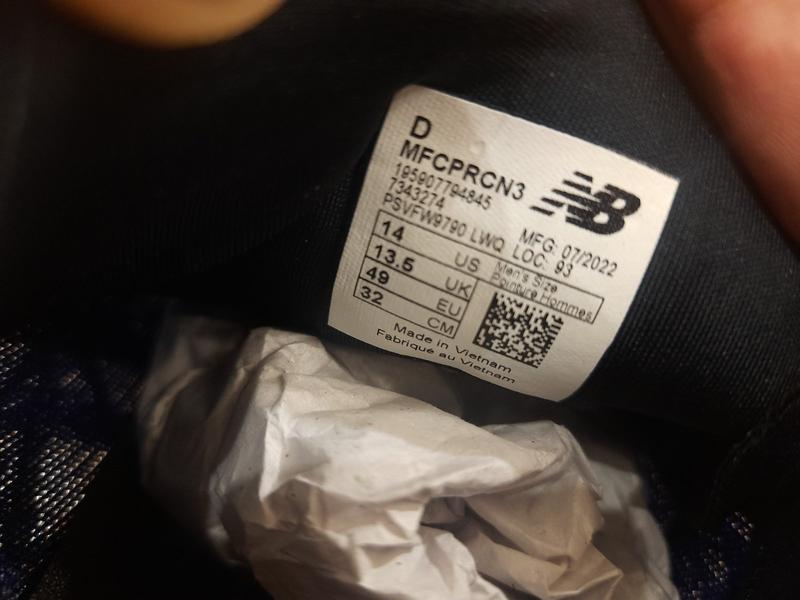 D
MFCPRCN3
195907794845
7343274
PSVFW9790 LWQ
NB
MFG: 07/2022
LOC: 93
14 US
13.5 UK
49 EU
32 CM
Men's Size
Pointure Hommes
Made in Vietnam
Fabriqué au Vietnam